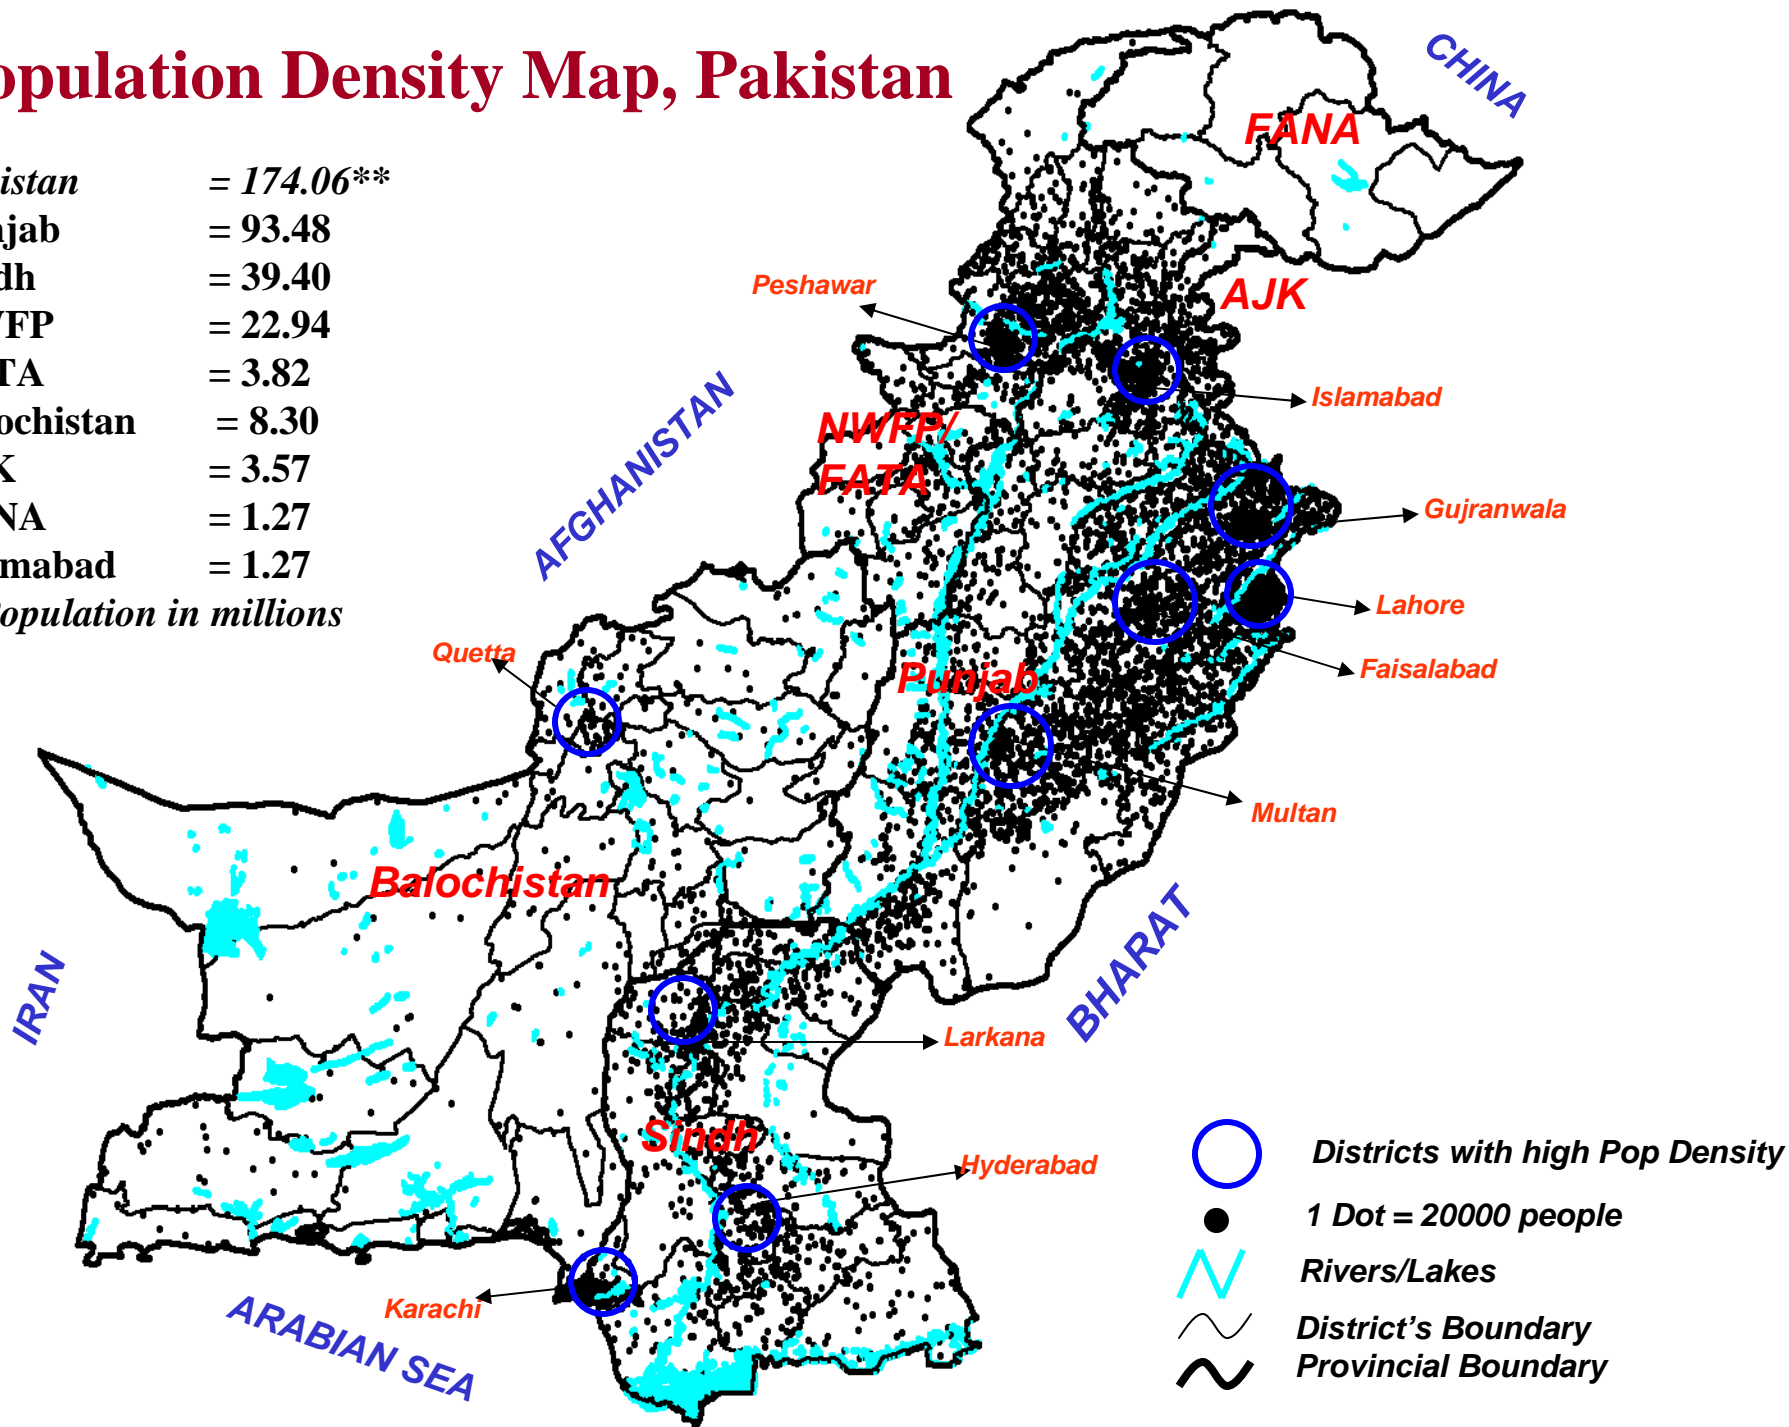 opulation Density Map, Pakistan
istan = 174.06**
jab = 93.48
dh = 39.40
FP = 22.94
TA = 3.82
ochistan = 8.30
K = 3.57
NA = 1.27
mabad = 1.27
opulation in millions
CHINA
FANA
AJK
Peshawar
Islamabad
NWFP/
FATA
AFGHANISTAN
Gujranwala
Lahore
Faisalabad
Quetta
Punjab
Multan
Balochistan
BHARAT
IRAN
Larkana
Sindh
Hyderabad
Karachi
ARABIAN SEA
Districts with high Pop Density
1 Dot = 20000 people
Rivers/Lakes
District's Boundary
Provincial Boundary